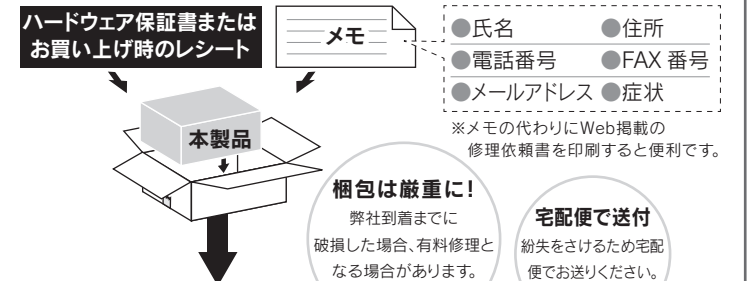 ハードウェア保証書または
お買い上げ時のレシート
メモ
●氏名 ●住所
●電話番号 ●FAX 番号
●メールアドレス ●症状
※メモの代わりにWeb掲載の
修理依頼書を印刷すると便利です。
本製品
梱包は厳重に!
弊社到着までに
破損した場合、有料修理と
なる場合があります。
宅配便で送付
紛失をさけるため宅配
便でお送りください。